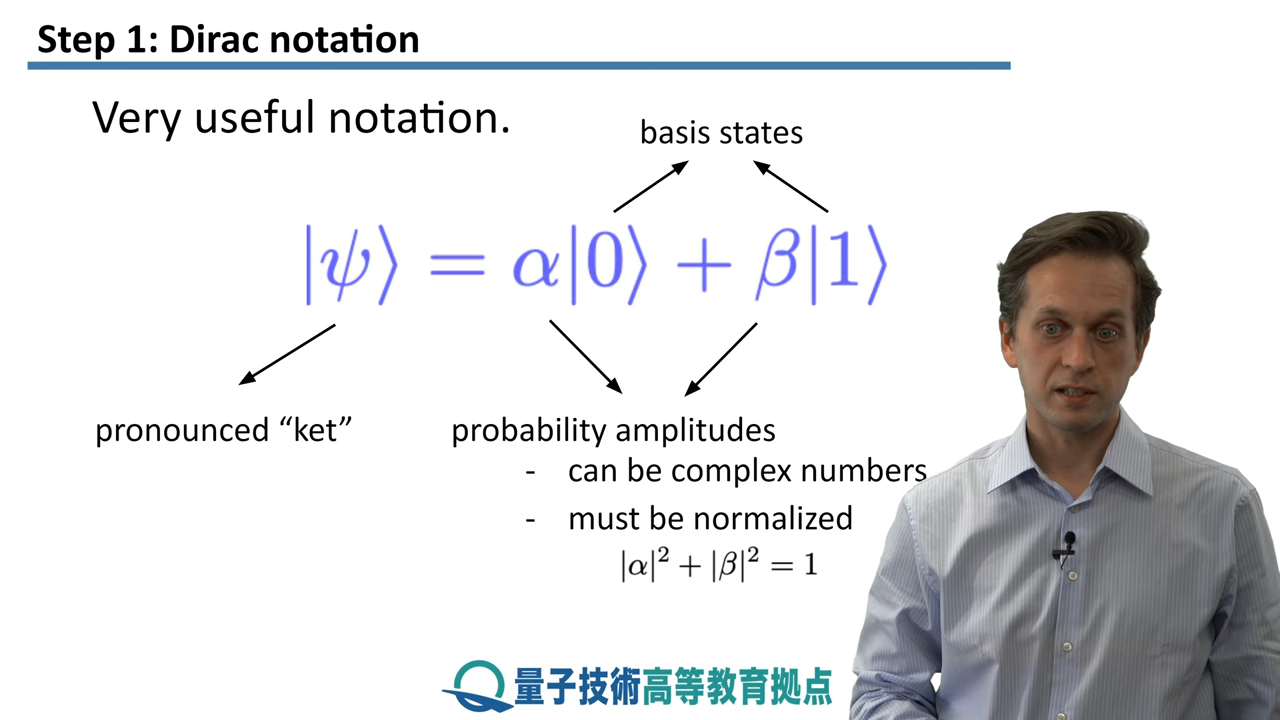 Step 1: Dirac notation
Very useful notation.
basis states
|ψ⟩ = α|0⟩ + β|1⟩
pronounced “ket”
probability amplitudes
- can be complex numbers
- must be normalized
|α|² + |β|² = 1
量子技術高等教育拠点